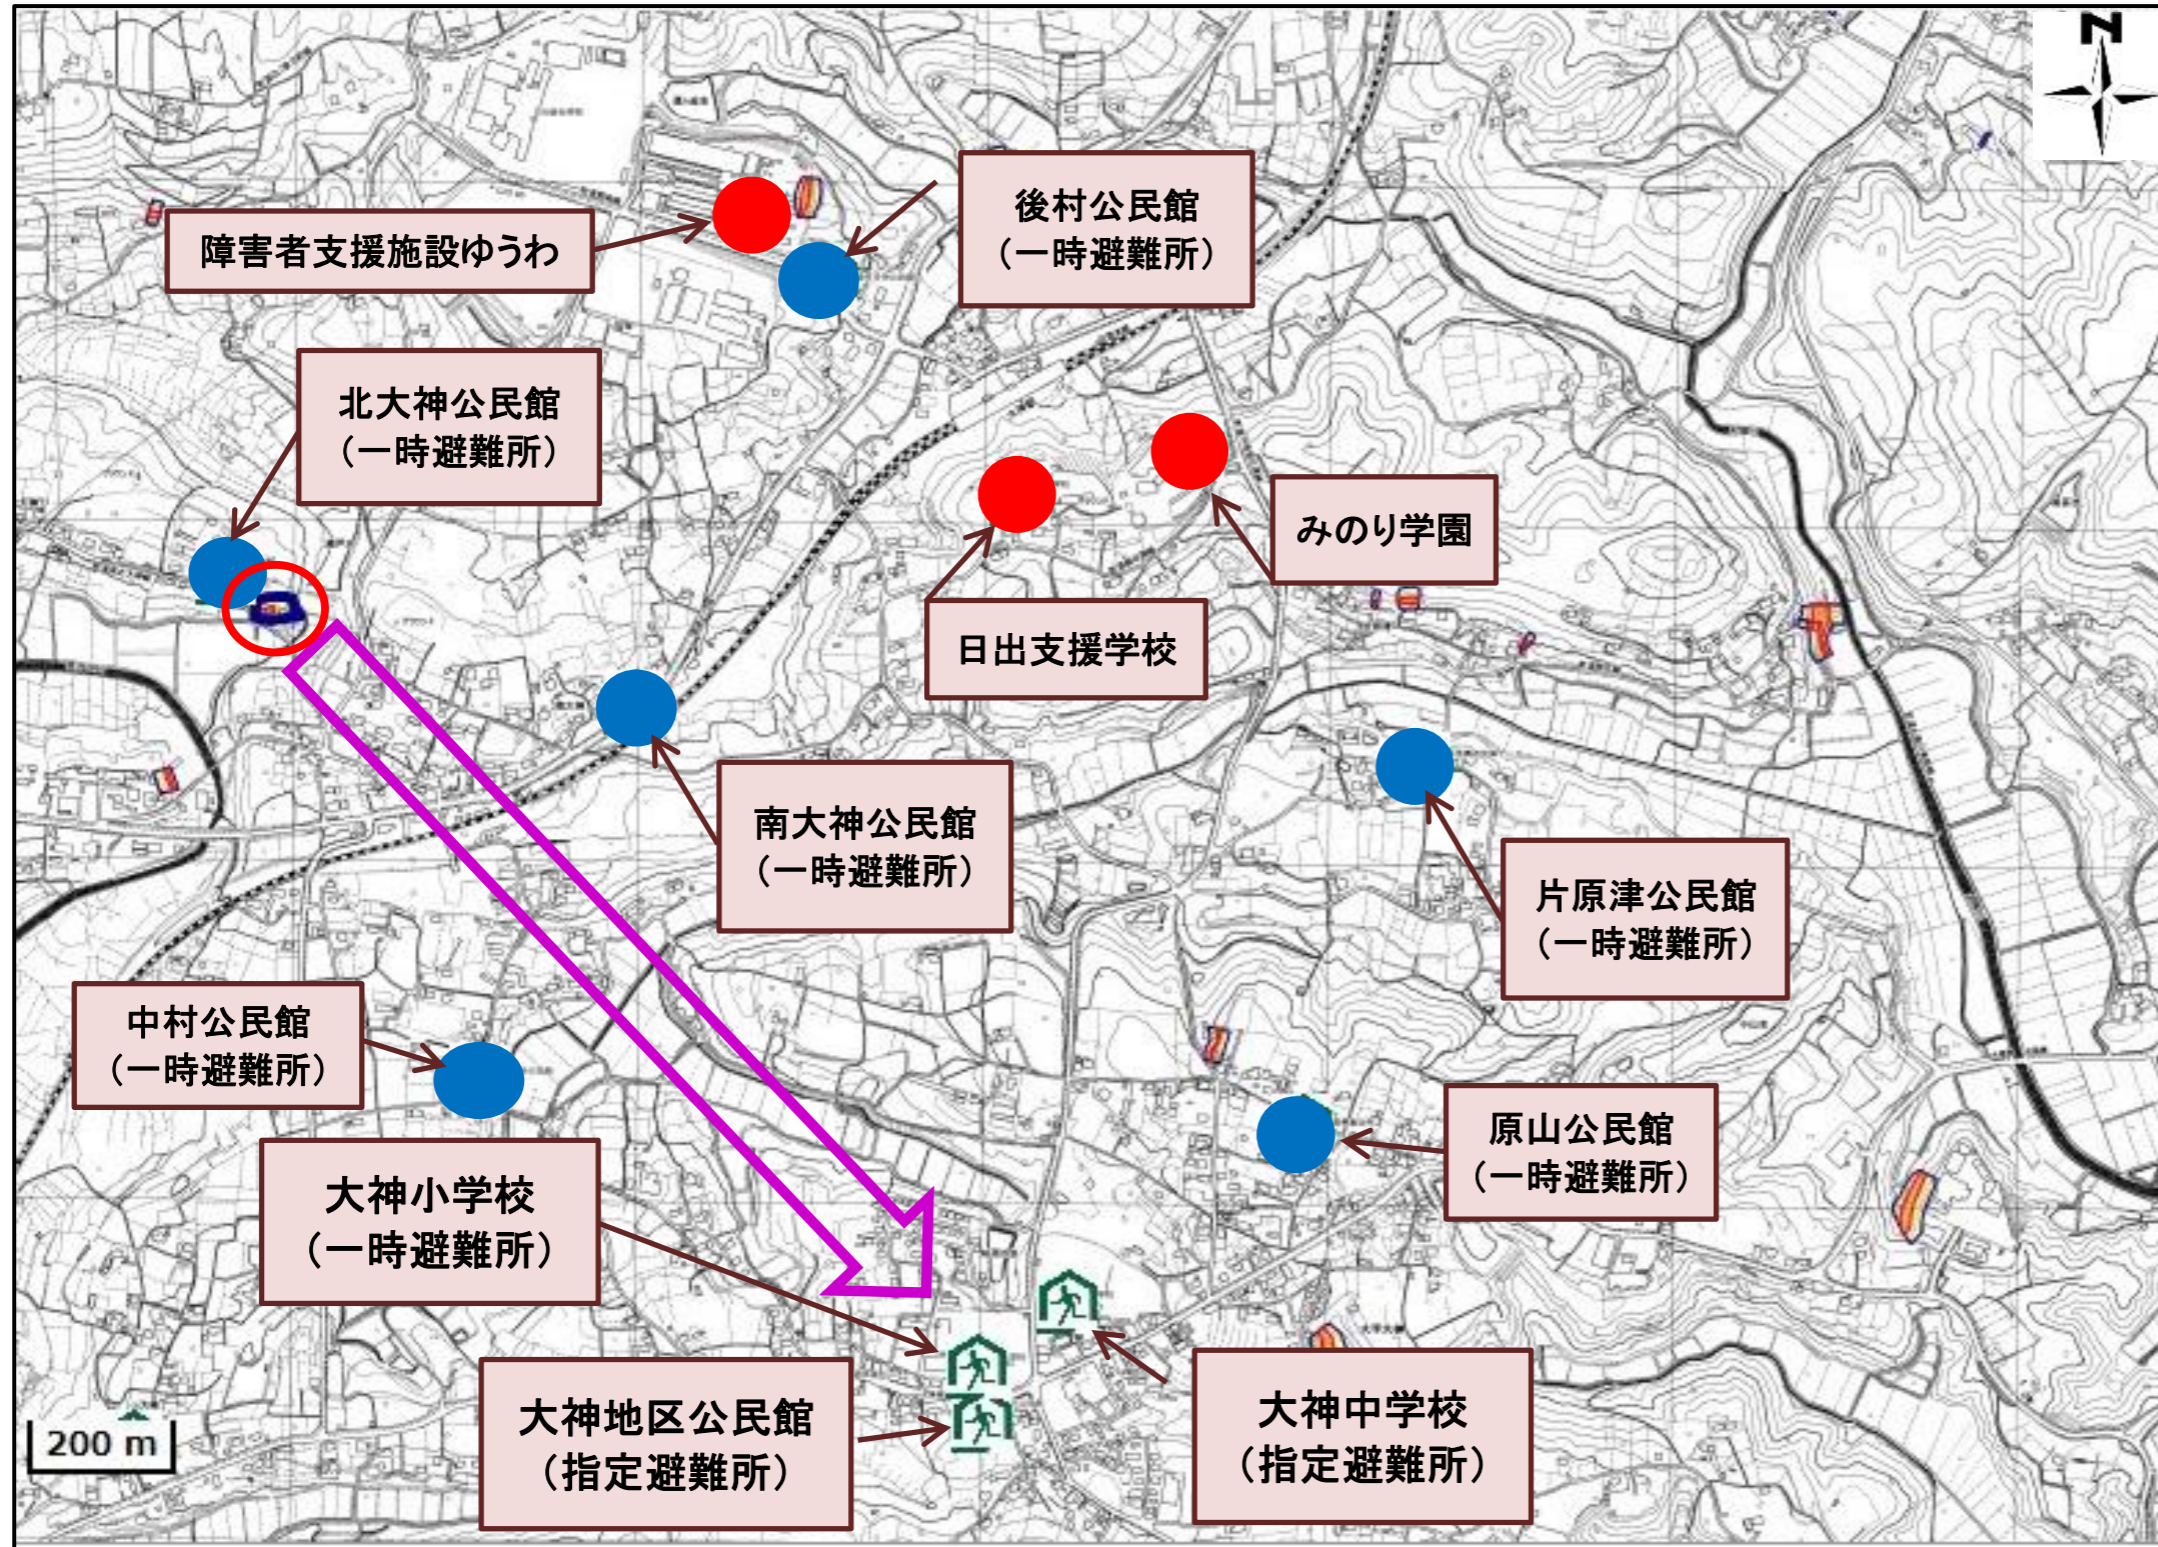 N
後村公民館
（一時避難所）
障害者支援施設ゆうわ
北大神公民館
（一時避難所）
みのり学園
日出支援学校
南大神公民館
（一時避難所）
片原津公民館
（一時避難所）
中村公民館
（一時避難所）
原山公民館
（一時避難所）
大神小学校
（一時避難所）
大神地区公民館
（指定避難所）
大神中学校
（指定避難所）
200 m